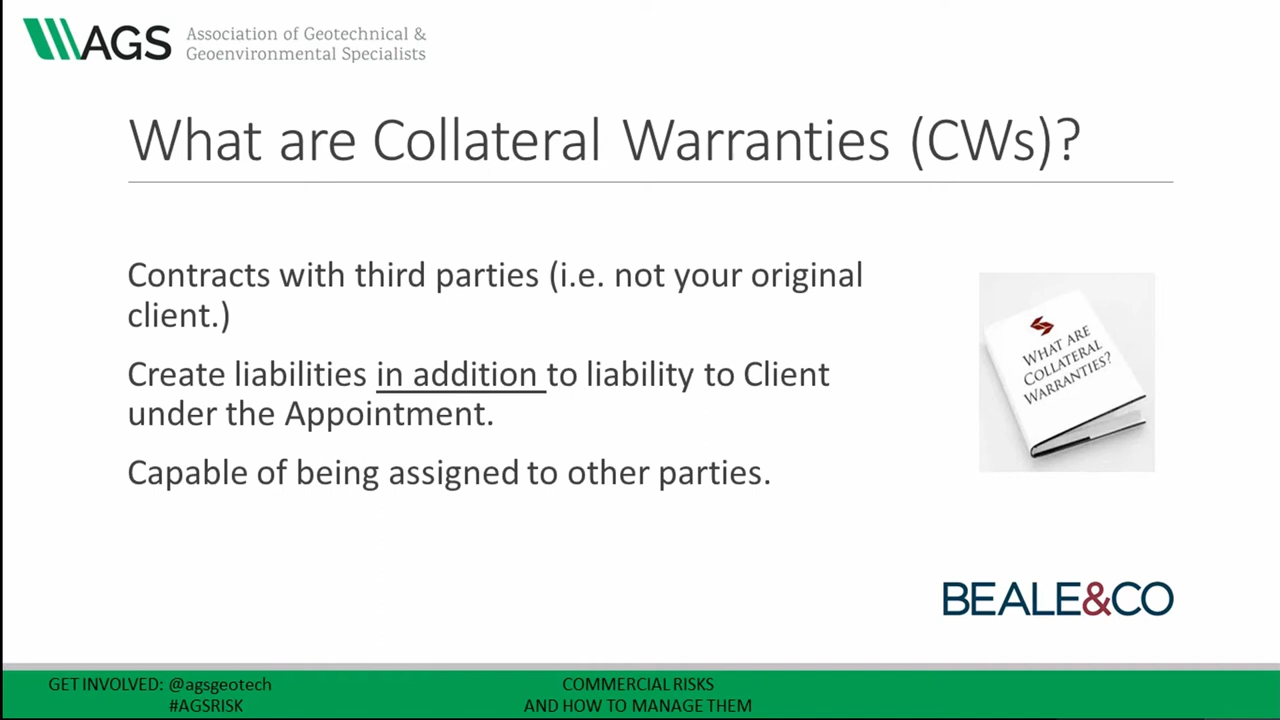 AGS
Association of Geotechnical &
Geoenvironmental Specialists
What are Collateral Warranties (CWs)?
Contracts with third parties (i.e. not your original
client.)
Create liabilities in addition to liability to Client
under the Appointment.
Capable of being assigned to other parties.
WHAT ARE
COLLATERAL
WARRANTIES?
BEALE&CO
GET INVOLVED: @agsgeotech
#AGSRISK
COMMERCIAL RISKS
AND HOW TO MANAGE THEM